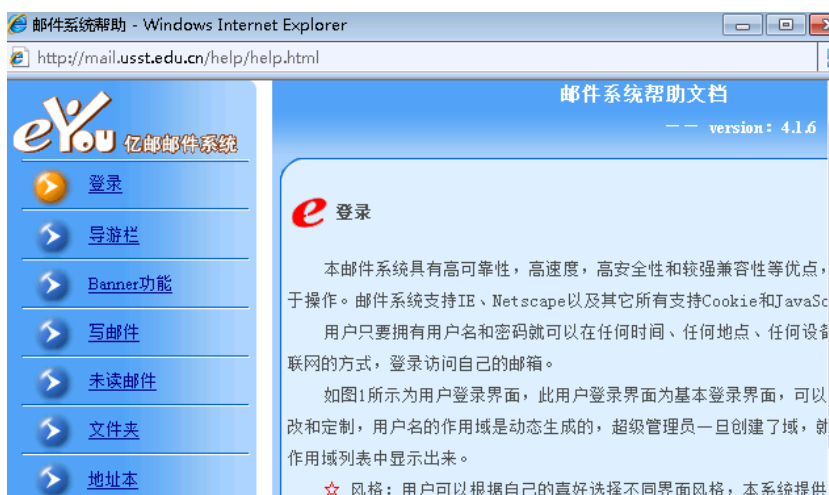 邮件系统帮助 - Windows Internet Explorer
http://mail.usst.edu.cn/help/help.html
eYou 亿邮邮件系统
登录
导游栏
Banner功能
写邮件
未读邮件
文件夹
地址本
邮件系统帮助文档
—— version: 4.1.6
e 登录
本邮件系统具有高可靠性，高速度，高安全性和较强兼容性等优点，
于操作。邮件系统支持IE、Netscape以及其它所有支持Cookie和JavaSc
用户只要拥有用户名和密码就可以在任何时间、任何地点、任何设备
联网的方式，登录访问自己的邮箱。
如图1所示为用户登录界面，此用户登录界面为基本登录界面，可以
改和定制，用户名的作用域是动态生成的，超级管理员一旦创建了域，就
作用域列表中显示出来。
☆ 风格：用户可以根据自己的喜好选择不同界面风格，本系统提供